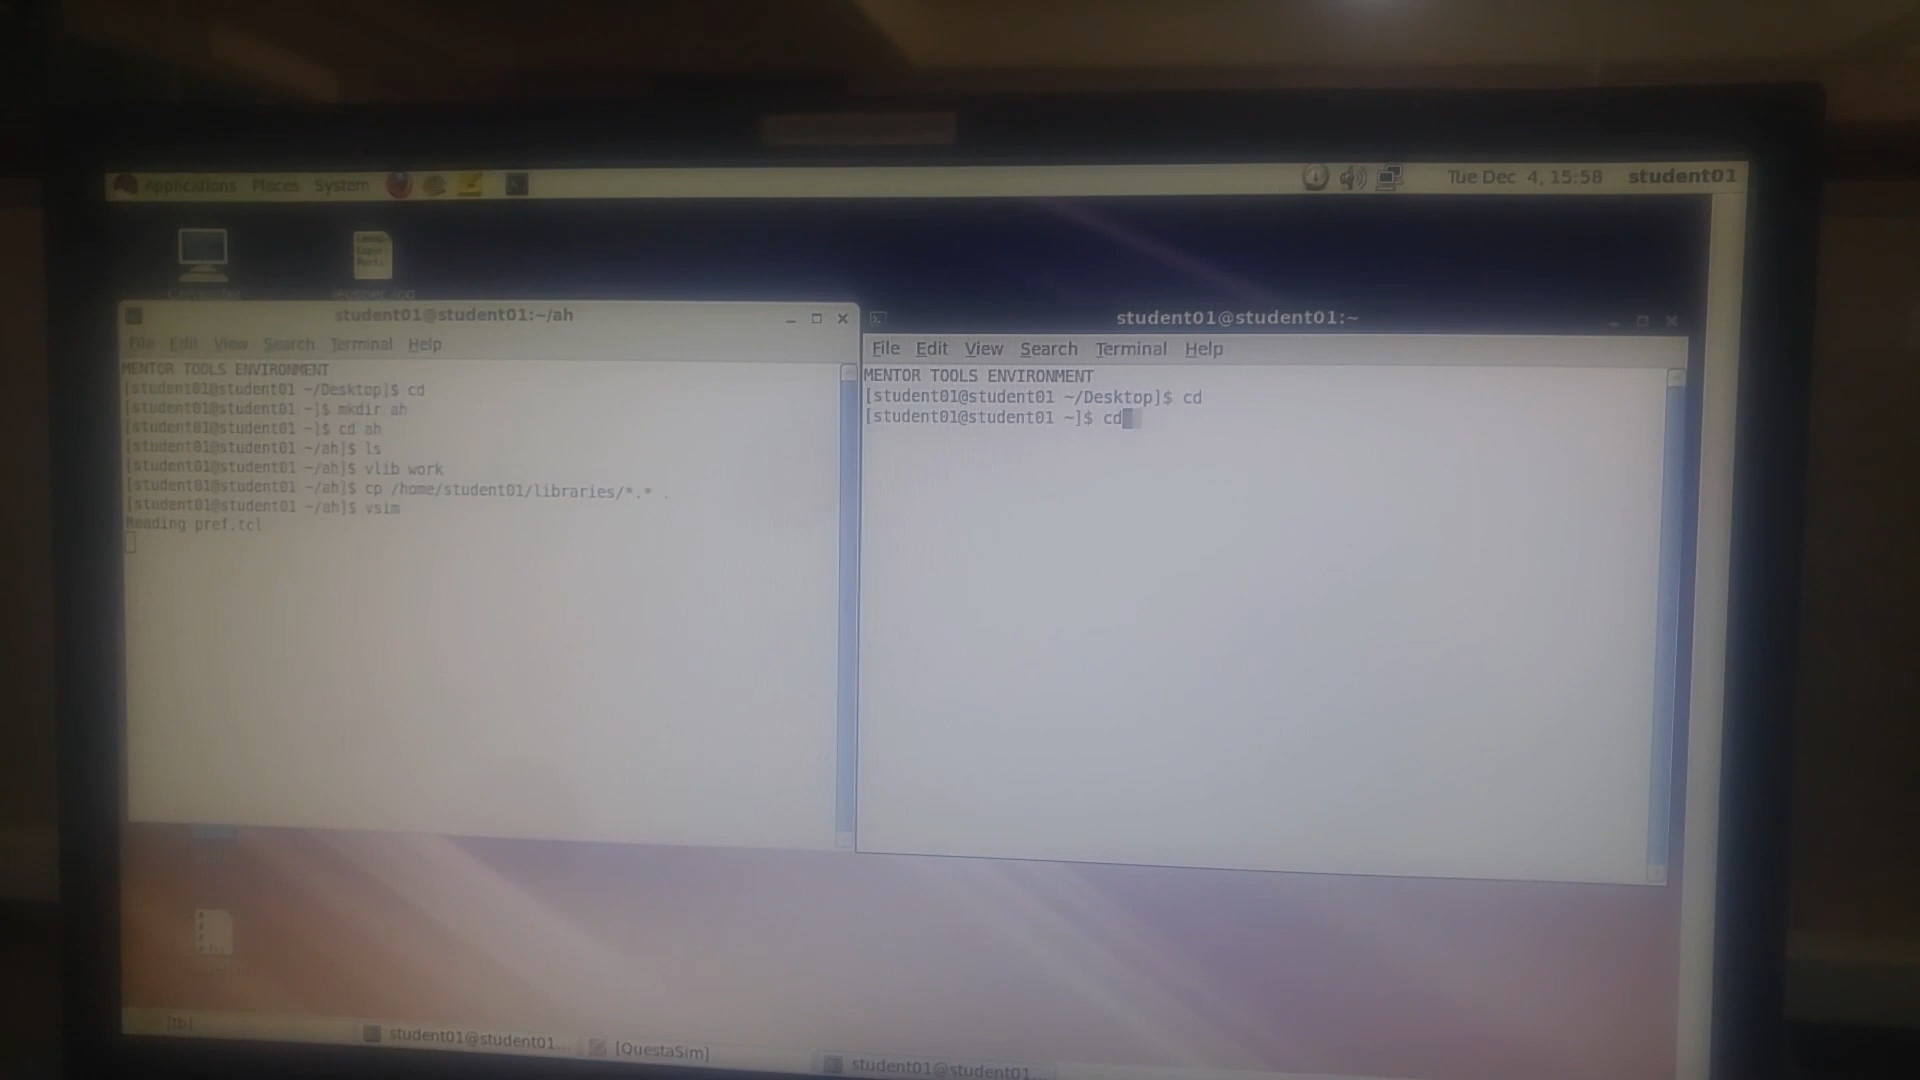 Applications Places System
Tue Dec 4, 15:58 student01
student01@student01:~/ah
File Edit View Search Terminal Help
MENTOR TOOLS ENVIRONMENT
[student01@student01 ~/Desktop]$ cd
[student01@student01 ~]$ mkdir ah
[student01@student01 ~]$ cd ah
[student01@student01 ~/ah]$ ls
[student01@student01 ~/ah]$ vlib work
[student01@student01 ~/ah]$ cp /home/student01/libraries/*.* .
[student01@student01 ~/ah]$ vsim
Reading pref.tcl
student01@student01:~
File Edit View Search Terminal Help
MENTOR TOOLS ENVIRONMENT
[student01@student01 ~/Desktop]$ cd
[student01@student01 ~]$ cd
[tb]
student01@student01...
[QuestaSim]
student01@student01...